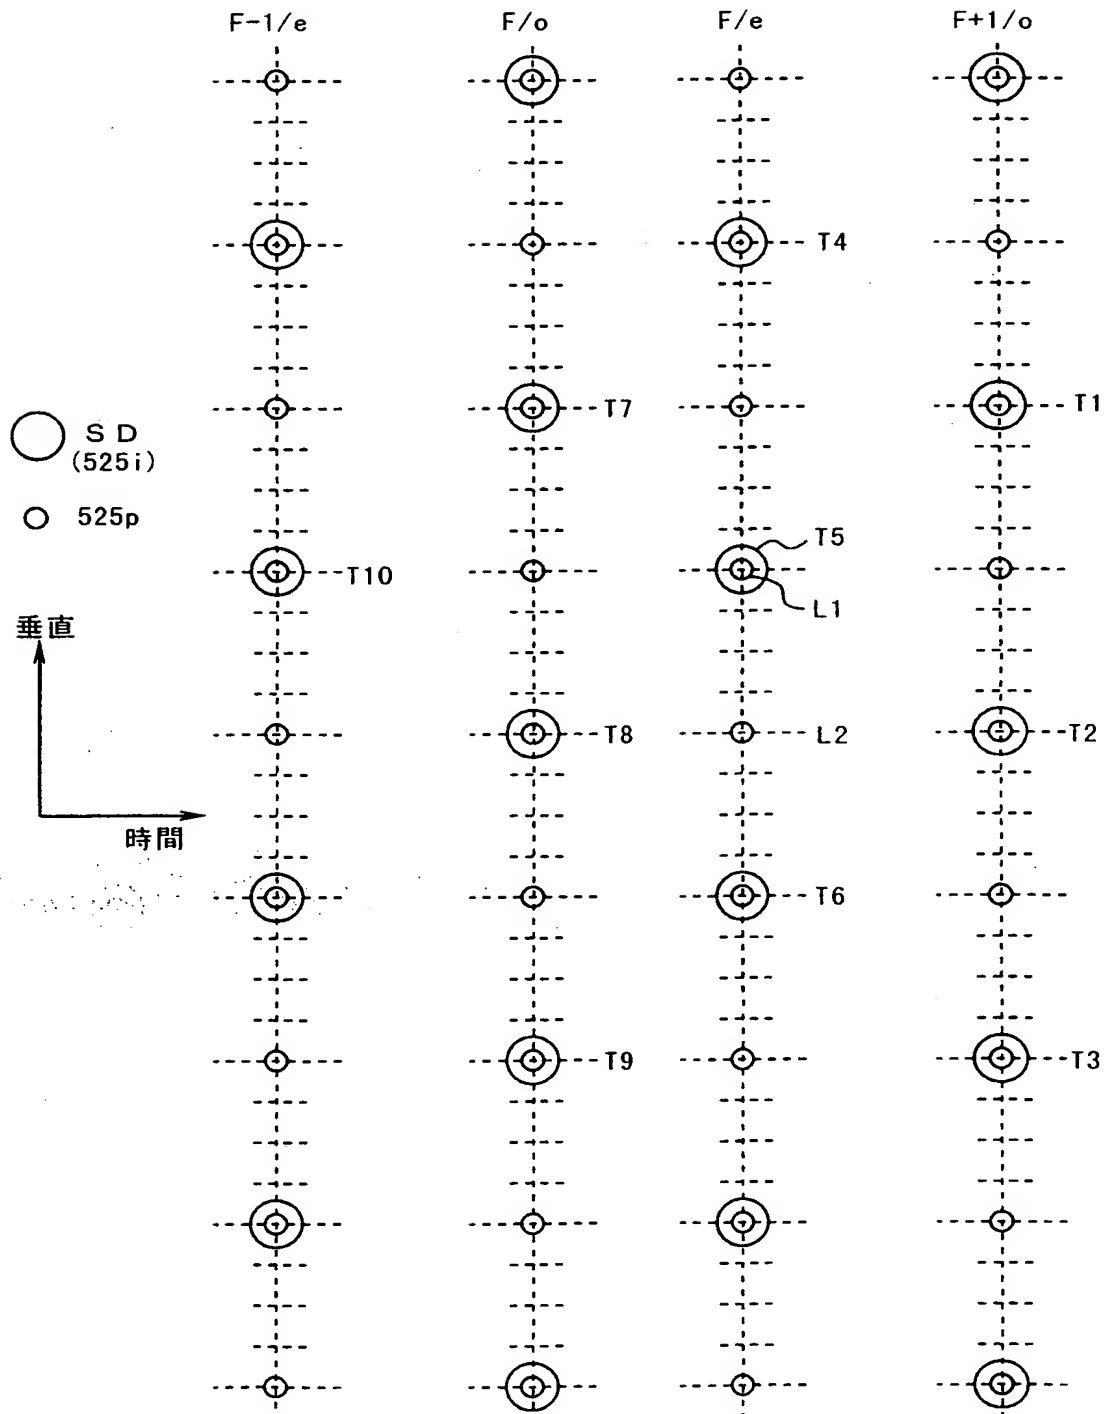 F-1/e F/o F/e F+1/o
T4
T7 T1
SD
(525i)
525p
T5
T10
L1
垂直
T8 L2 T2
時間
T6
T9 T3